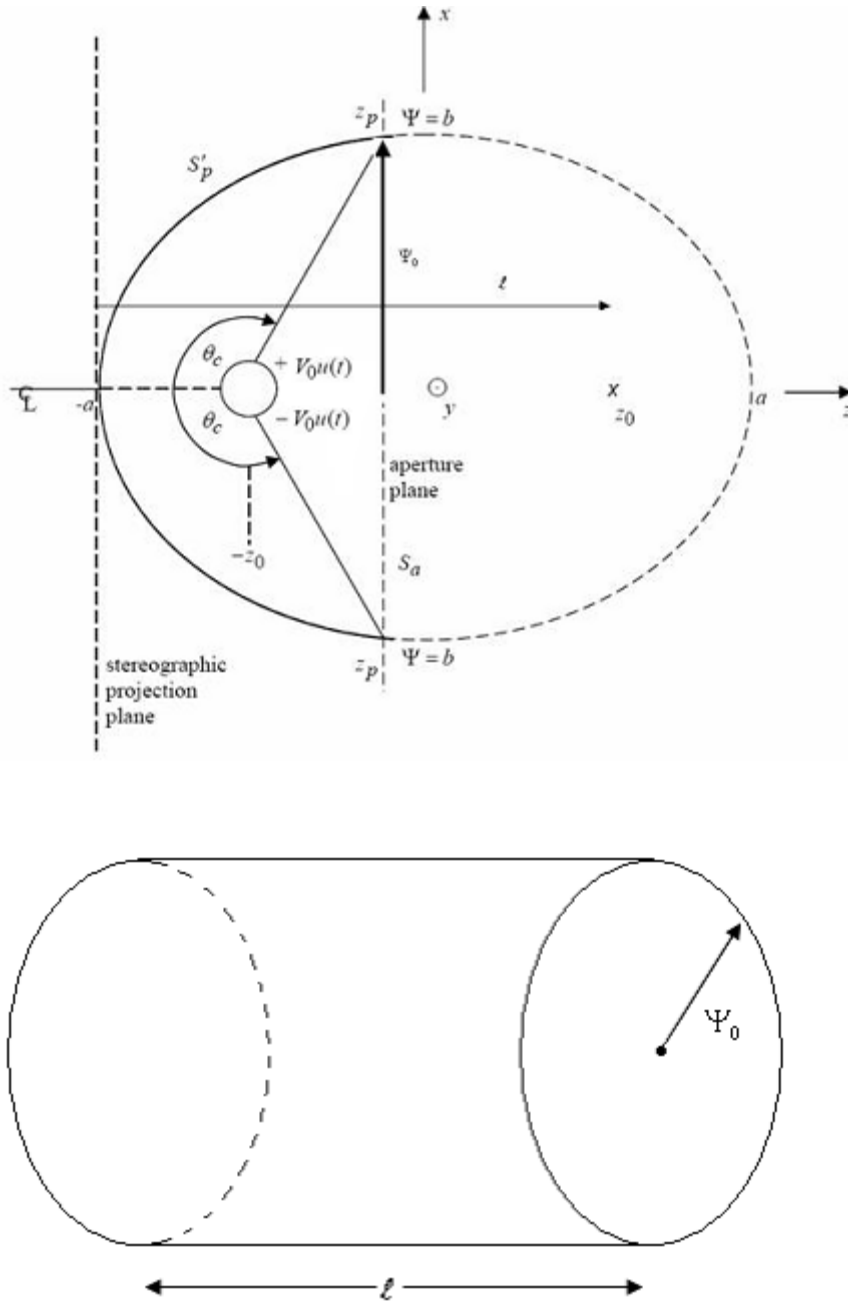 x
z_p Ψ = b
S'_p
Ψ_0
ℓ
θ_c + V_0u(t)
℄ -a y × a z
θ_c − V_0u(t) z_0
aperture
plane
−z_0
S_a
z_p Ψ = b
stereographic
projection
plane
Ψ_0
ℓ